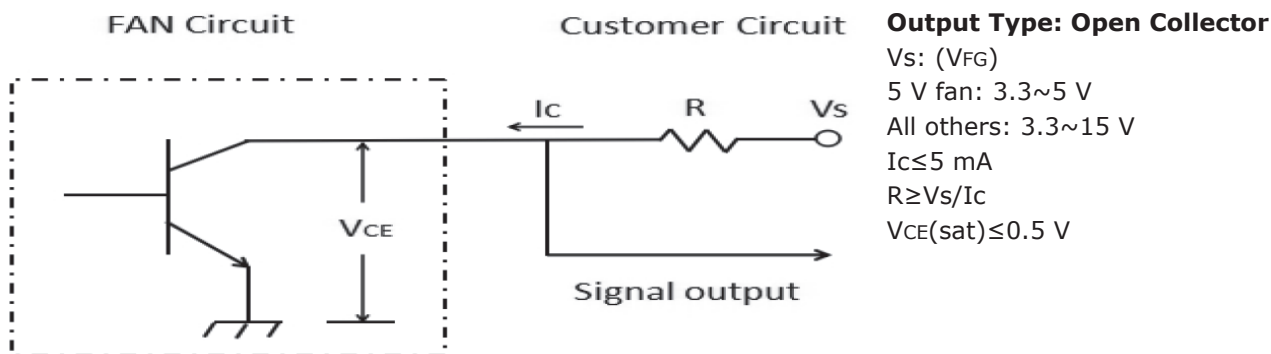 FAN Circuit
Customer Circuit
Ic
R
Vs
VCE
Signal output
Output Type: Open Collector
Vs: (VFG)
5 V fan: 3.3~5 V
All others: 3.3~15 V
Ic≤5 mA
R≥Vs/Ic
VCE(sat)≤0.5 V